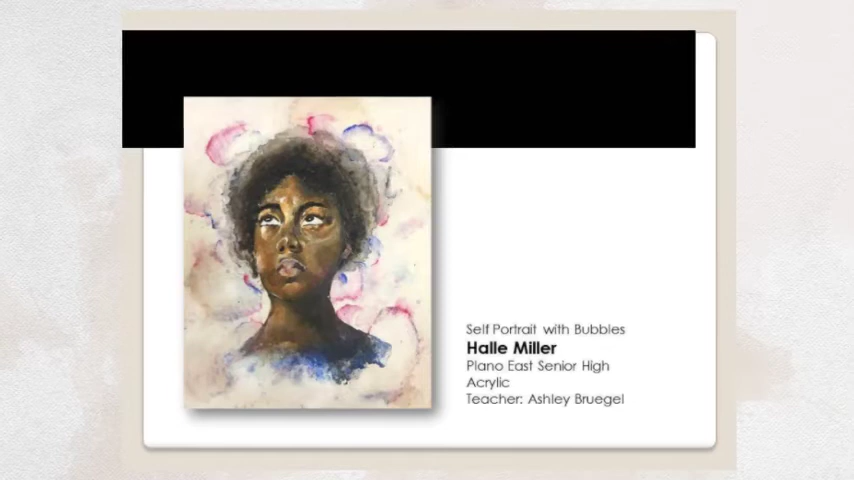 Self Portrait with Bubbles
Halle Miller
Plano East Senior High
Acrylic
Teacher: Ashley Bruegel